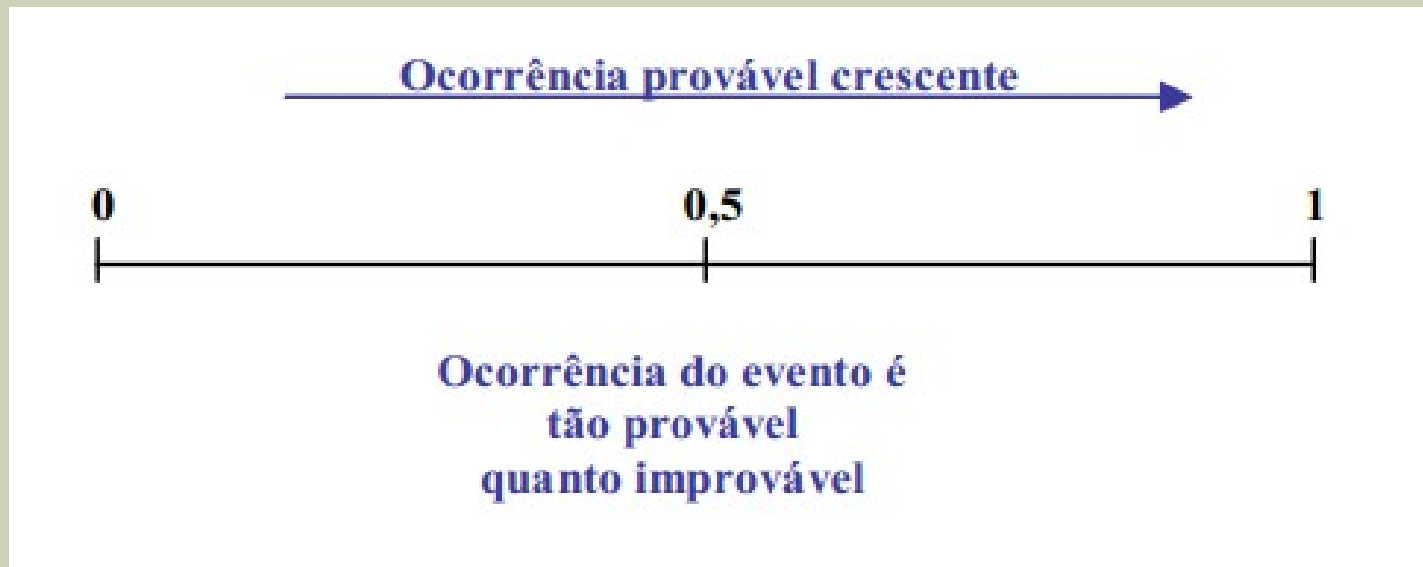 Ocorrência provável crescente
0 0,5 1
Ocorrência do evento é
tão provável
quanto improvável